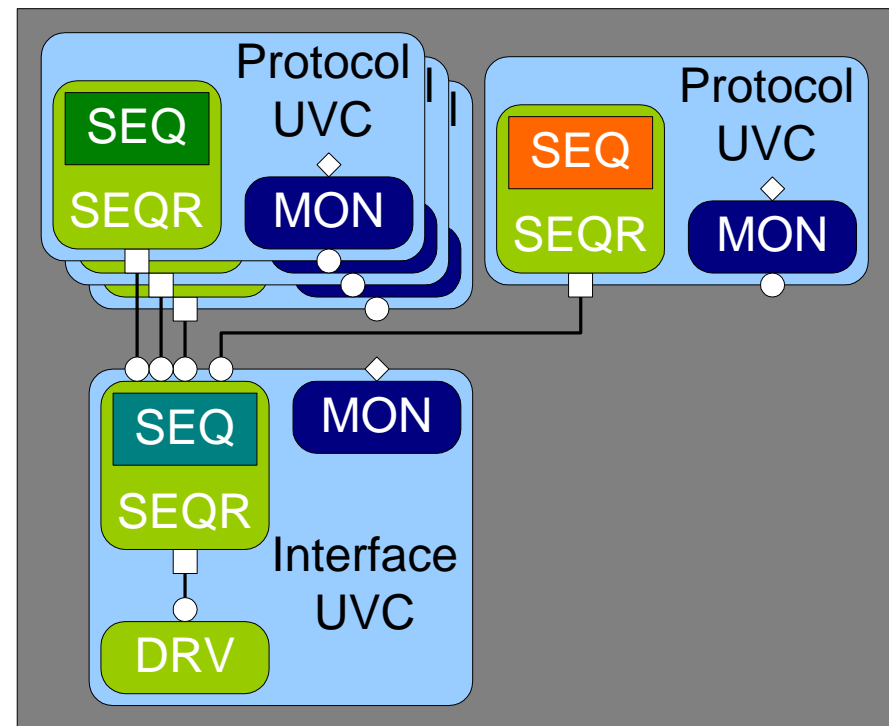 Protocol
UVC
SEQ
SEQR
MON
l
l
Protocol
UVC
SEQ
SEQR
MON
SEQ
SEQR
MON
Interface
UVC
DRV